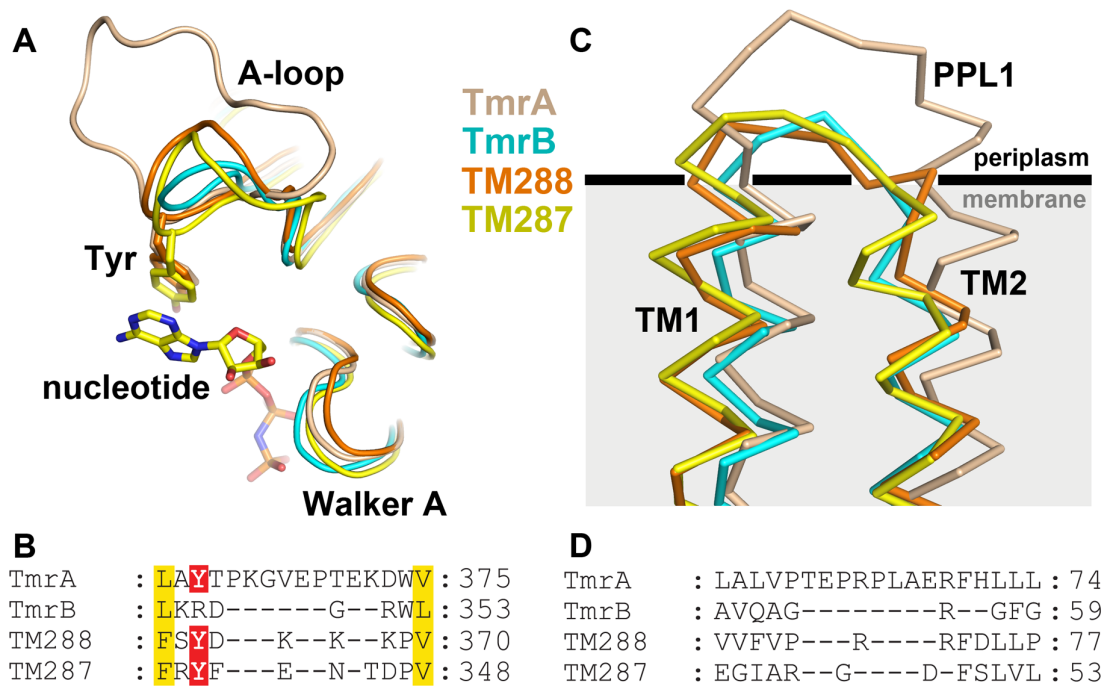 A
A-loop
Tyr
nucleotide
Walker A
TmrA
TmrB
TM288
TM287
C
PPL1
periplasm
membrane
TM1
TM2
B
TmrA : LAYTPKGVEPTEKDWV : 375
TmrB : LKRD------G--RWL : 353
TM288 : FSYD---K--K--KPV : 370
TM287 : FRYF---E--N-TDPV : 348
D
TmrA : LALVPTEPRPLAERFHLLL : 74
TmrB : AVQAG--------R--GFG : 59
TM288 : VVFVP---R----RFDLLP : 77
TM287 : EGIAR--G----D-FSLVL : 53